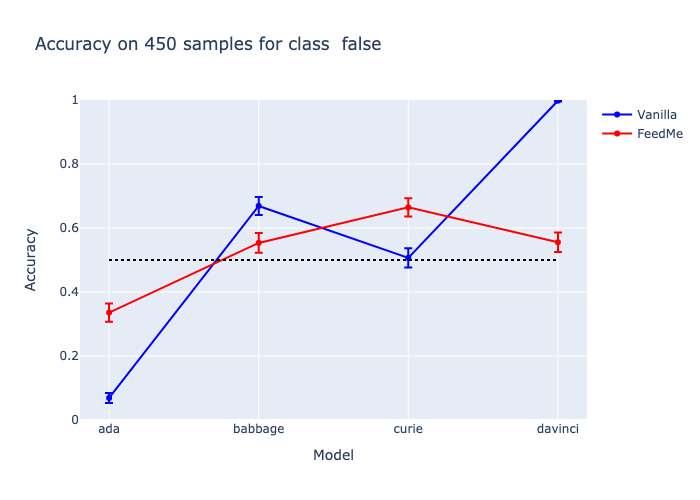 Accuracy on 450 samples for class  false
Vanilla
FeedMe
1
0.8
0.6
0.4
0.2
0
Accuracy
ada
babbage
curie
davinci
Model